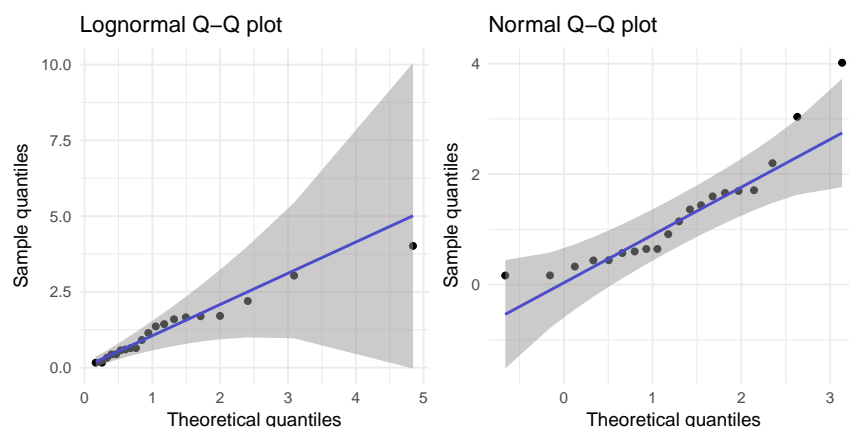 Lognormal Q−Q plot
Normal Q−Q plot
Sample quantiles
10.0
7.5
5.0
2.5
0.0
0 1 2 3 4 5
Theoretical quantiles
Sample quantiles
4
2
0
0 1 2 3
Theoretical quantiles